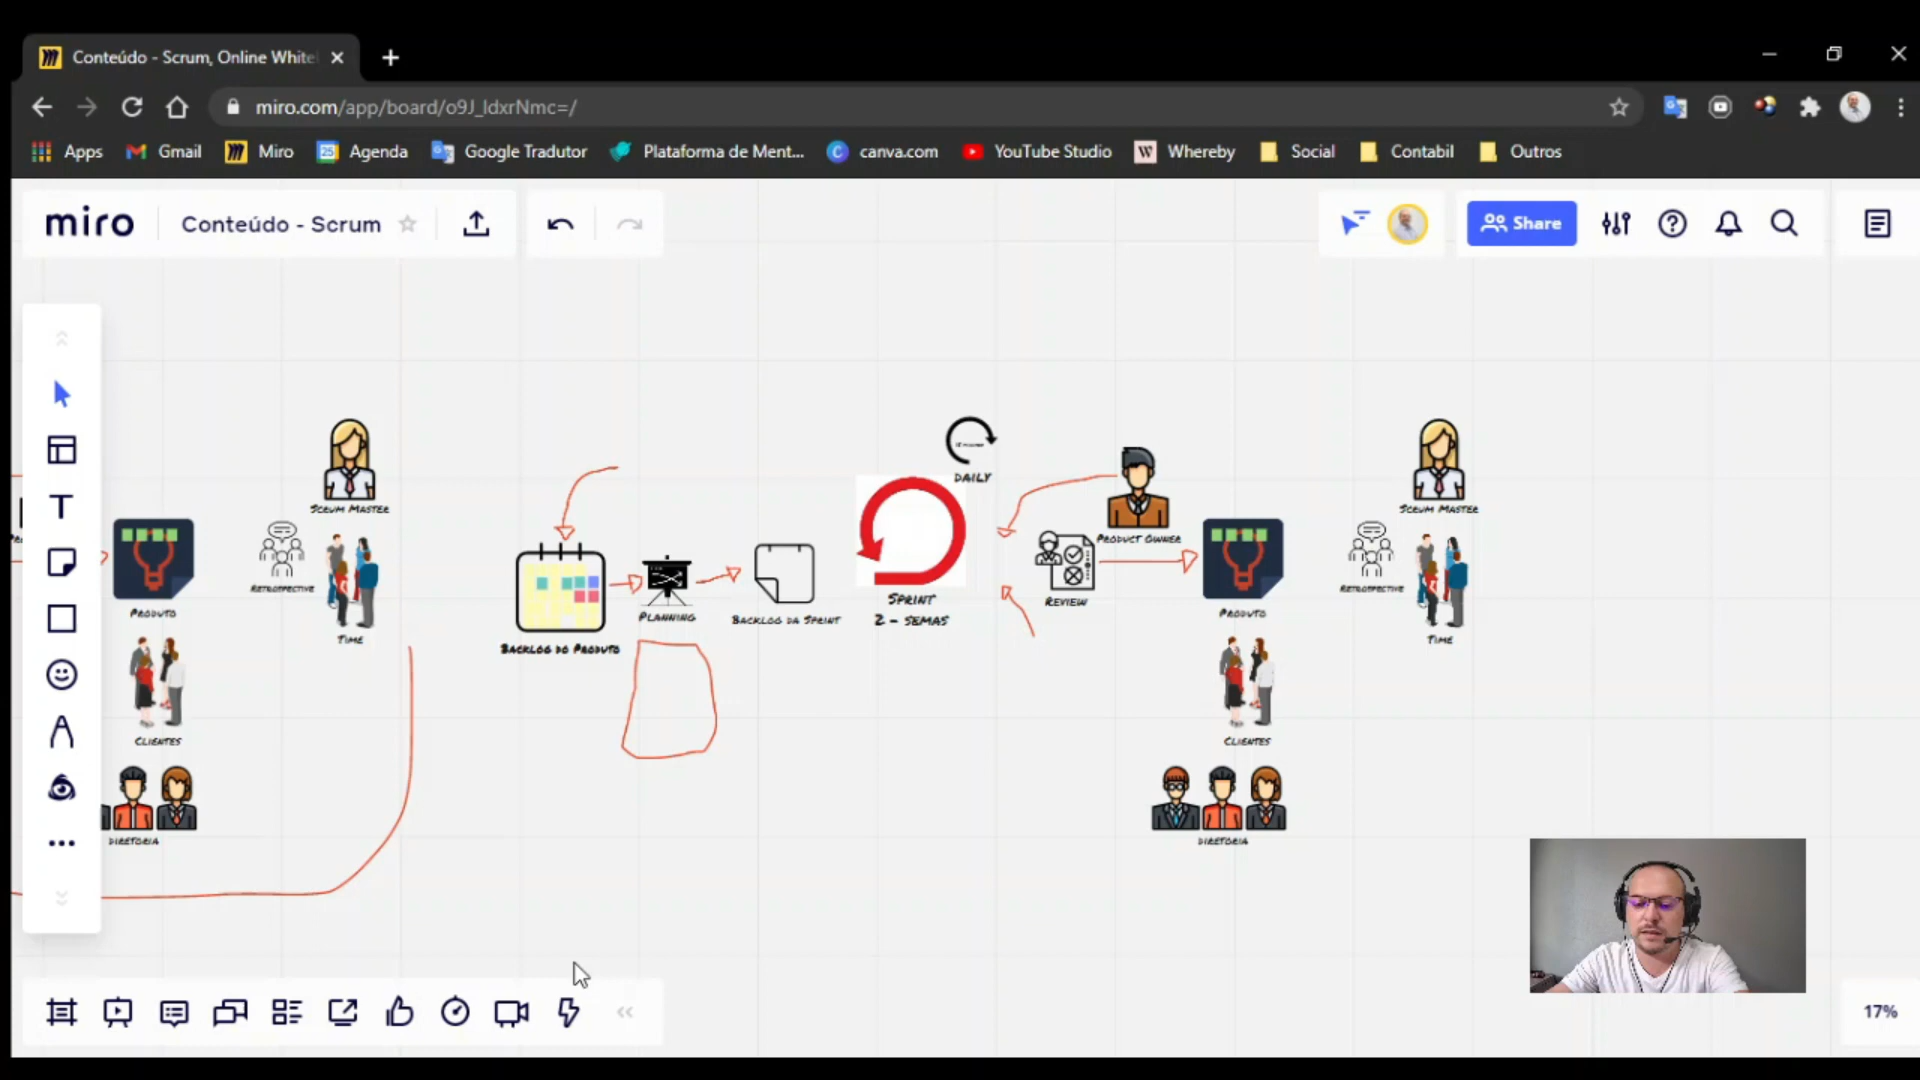 Conteúdo - Scrum, Online White
miro.com/app/board/o9J_ldxrNmc=/
Apps
Gmail
Miro
25
Agenda
Google Tradutor
Plataforma de Ment...
canva.com
YouTube Studio
Whereby
Social
Contabil
Outros
miro
Conteúdo - Scrum
Share
DAILY
SCRUM MASTER
SCRUM MASTER
PRODUCT OWNER
RETROSPECTIVE
RETROSPECTIVE
SPRINT
2 - SEMAS
REVIEW
PRODUTO
PRODUTO
PLANNING
BACKLOG DA SPRINT
BACKLOG DO PRODUTO
TIME
TIME
CLIENTES
CLIENTES
DIRETORIA
DIRETORIA
17%